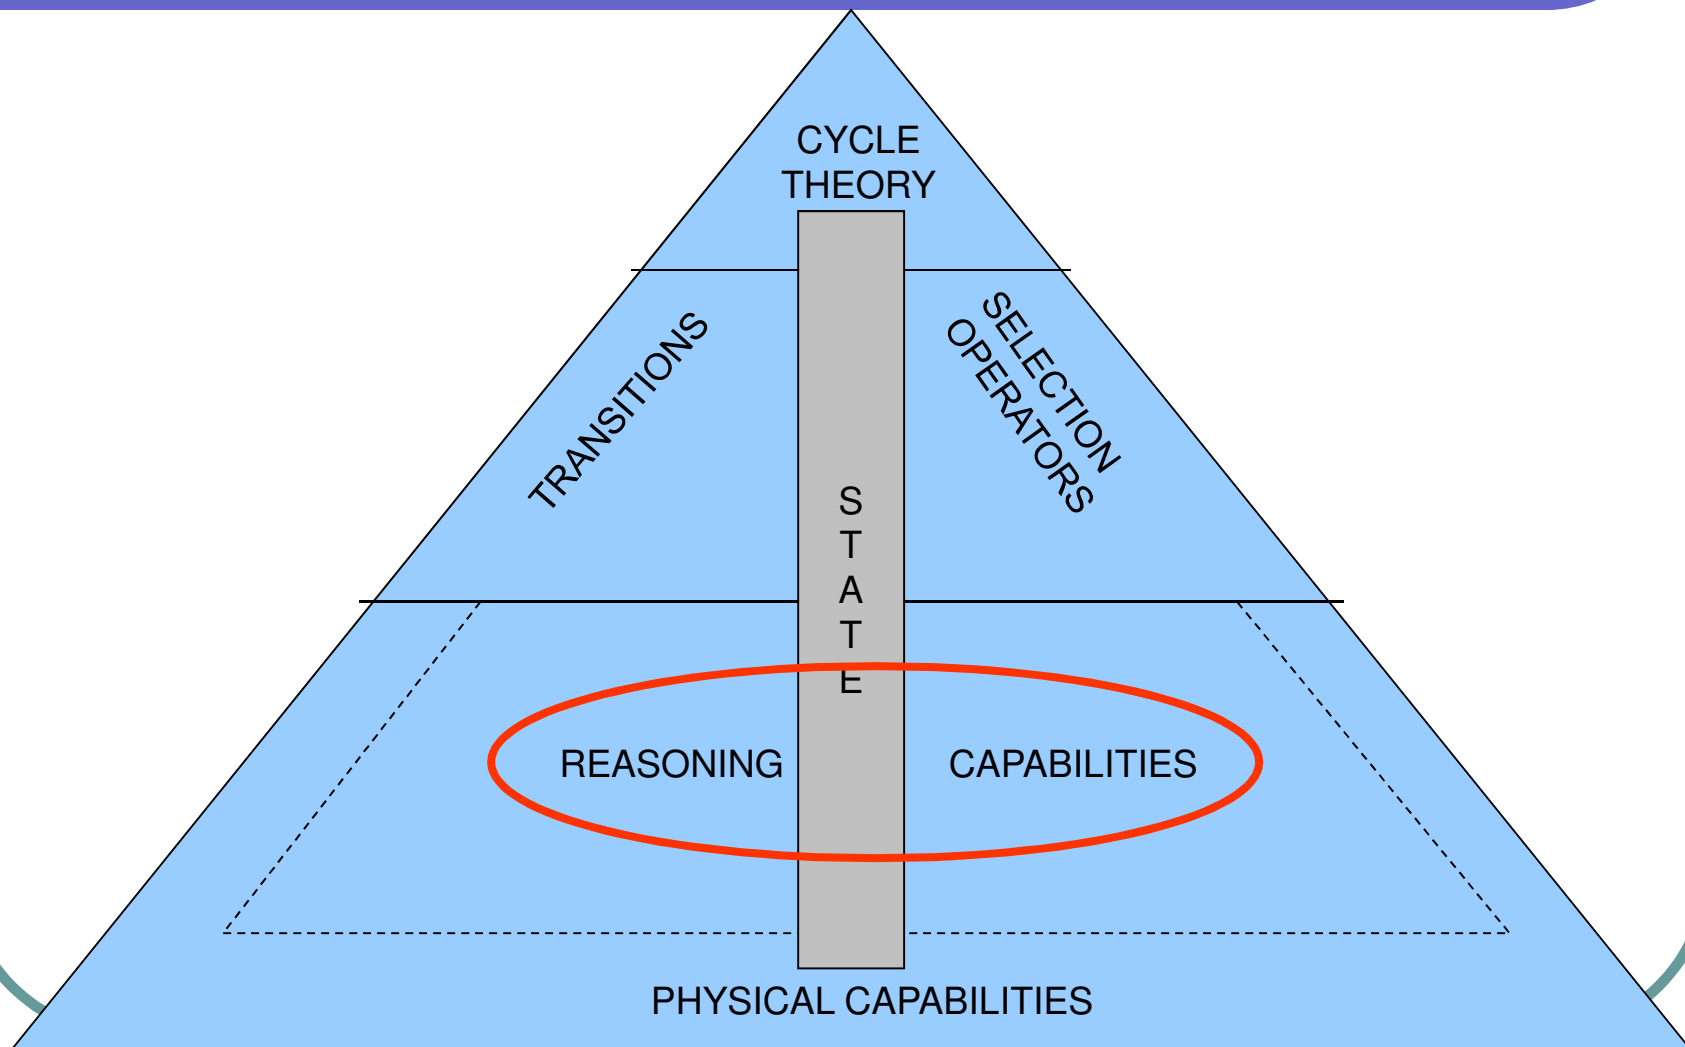 CYCLE
THEORY
TRANSITIONS
SELECTION
OPERATORS
S
T
A
T
E
REASONING CAPABILITIES
PHYSICAL CAPABILITIES